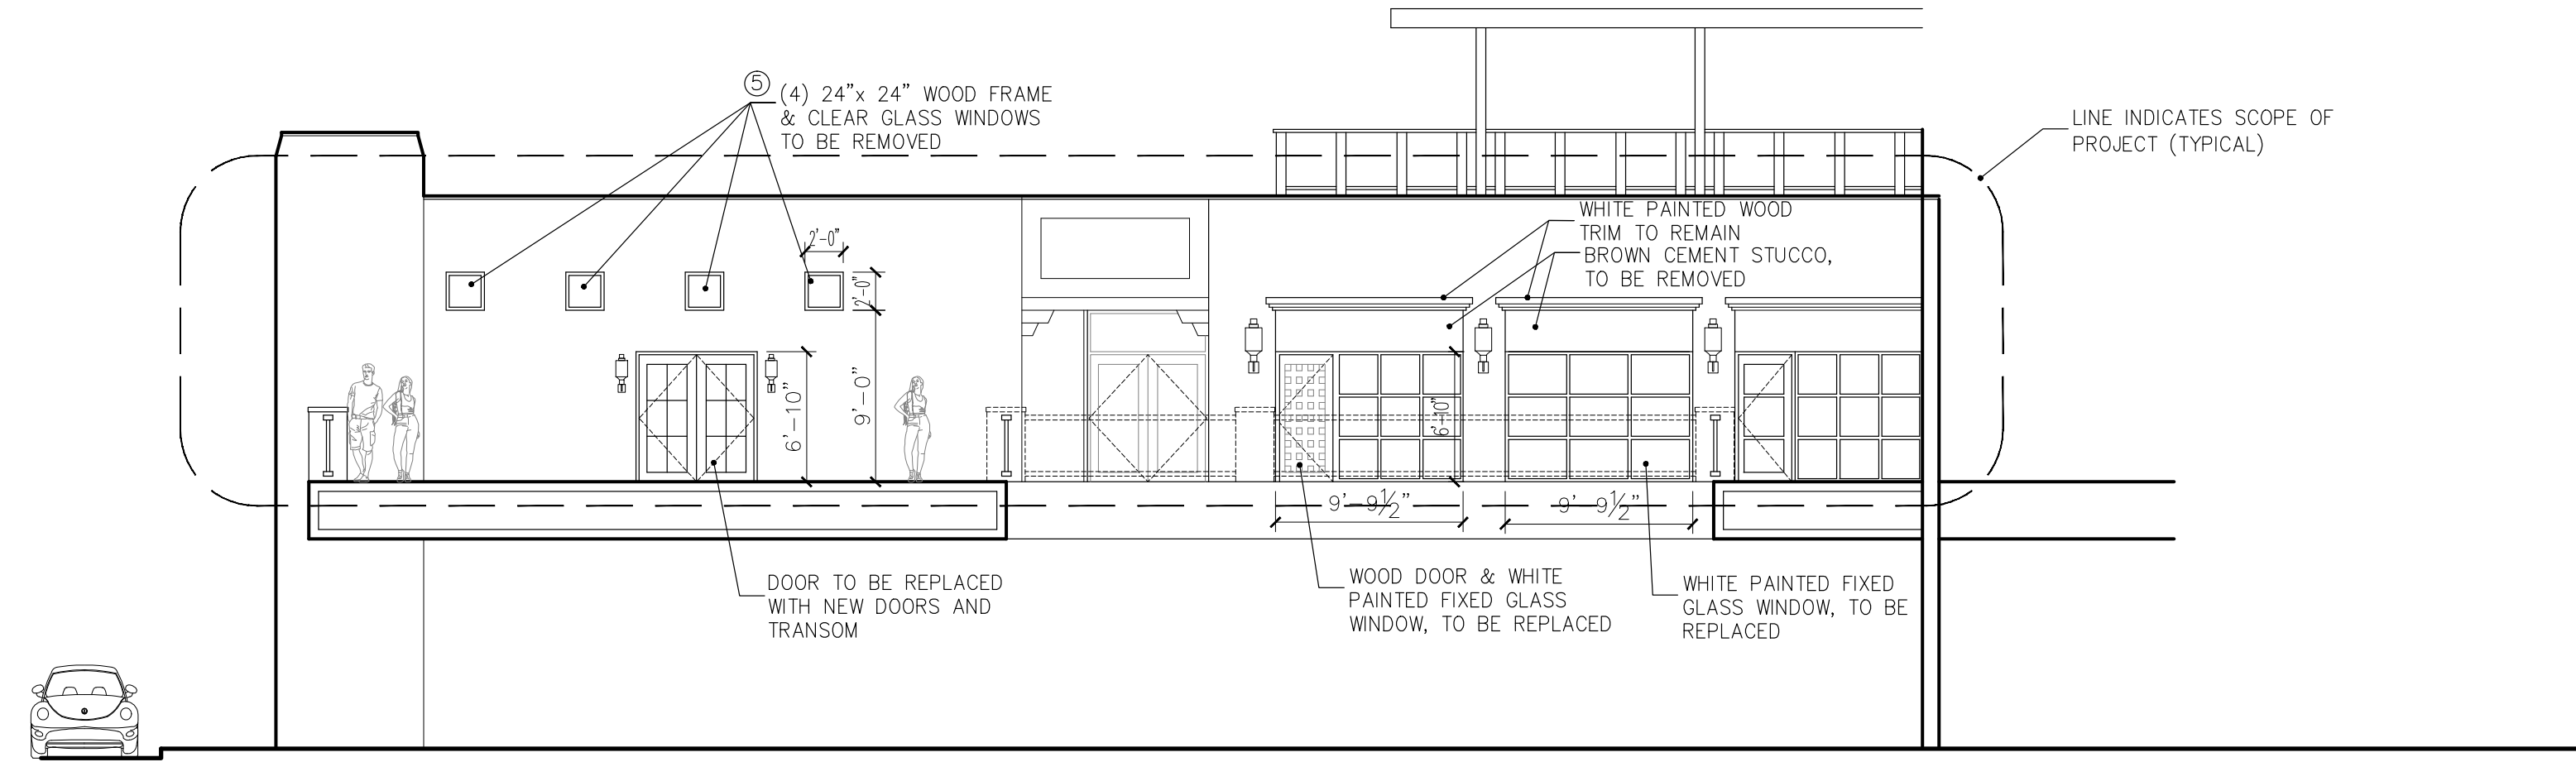 5
(4) 24"x 24" WOOD FRAME
& CLEAR GLASS WINDOWS
TO BE REMOVED
LINE INDICATES SCOPE OF
PROJECT (TYPICAL)
WHITE PAINTED WOOD
TRIM TO REMAIN
BROWN CEMENT STUCCO,
TO BE REMOVED
2'-0"
2'-0"
6'-10"
9'-0"
6'-10"
9'-9½"
9'-9½"
DOOR TO BE REPLACED
WITH NEW DOORS AND
TRANSOM
WOOD DOOR & WHITE
PAINTED FIXED GLASS
WINDOW, TO BE REPLACED
WHITE PAINTED FIXED
GLASS WINDOW, TO BE
REPLACED